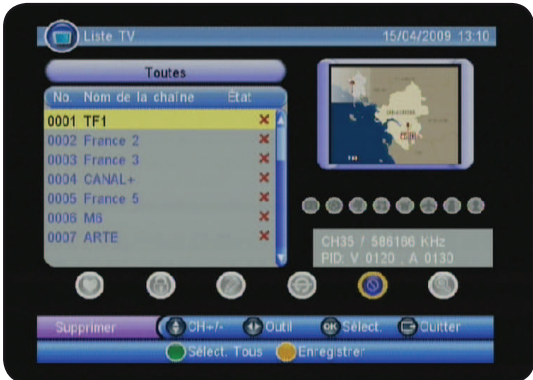 Liste TV
15/04/2009 13:10
Toutes
No. Nom de la chaîne État
0001 TF1
0002 France 2
0003 France 3
0004 CANAL+
0005 France 5
0006 M6
0007 ARTE
CH35 / 586166 KHz
PID: V 0120 , A 0130
Supprimer
CH+/-
Outil
OK Sélect.
Quitter
Sélect. Tous
Enregistrer